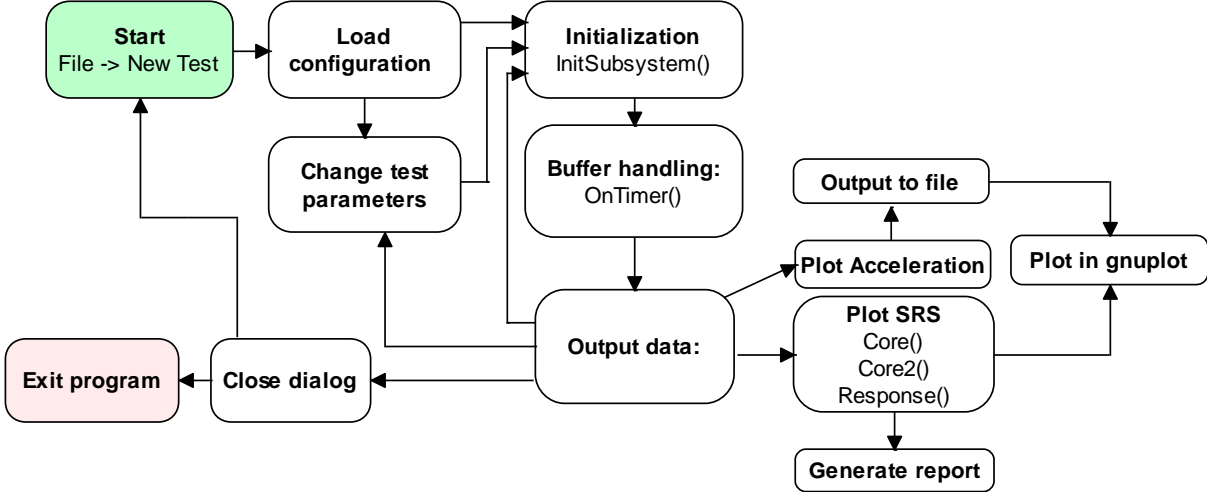 Start
File -> New Test
Load
configuration
Initialization
InitSubsystem()
Change test
parameters
Buffer handling:
OnTimer()
Output to file
Plot Acceleration
Plot in gnuplot
Output data:
Plot SRS
Core()
Core2()
Response()
Exit program
Close dialog
Generate report